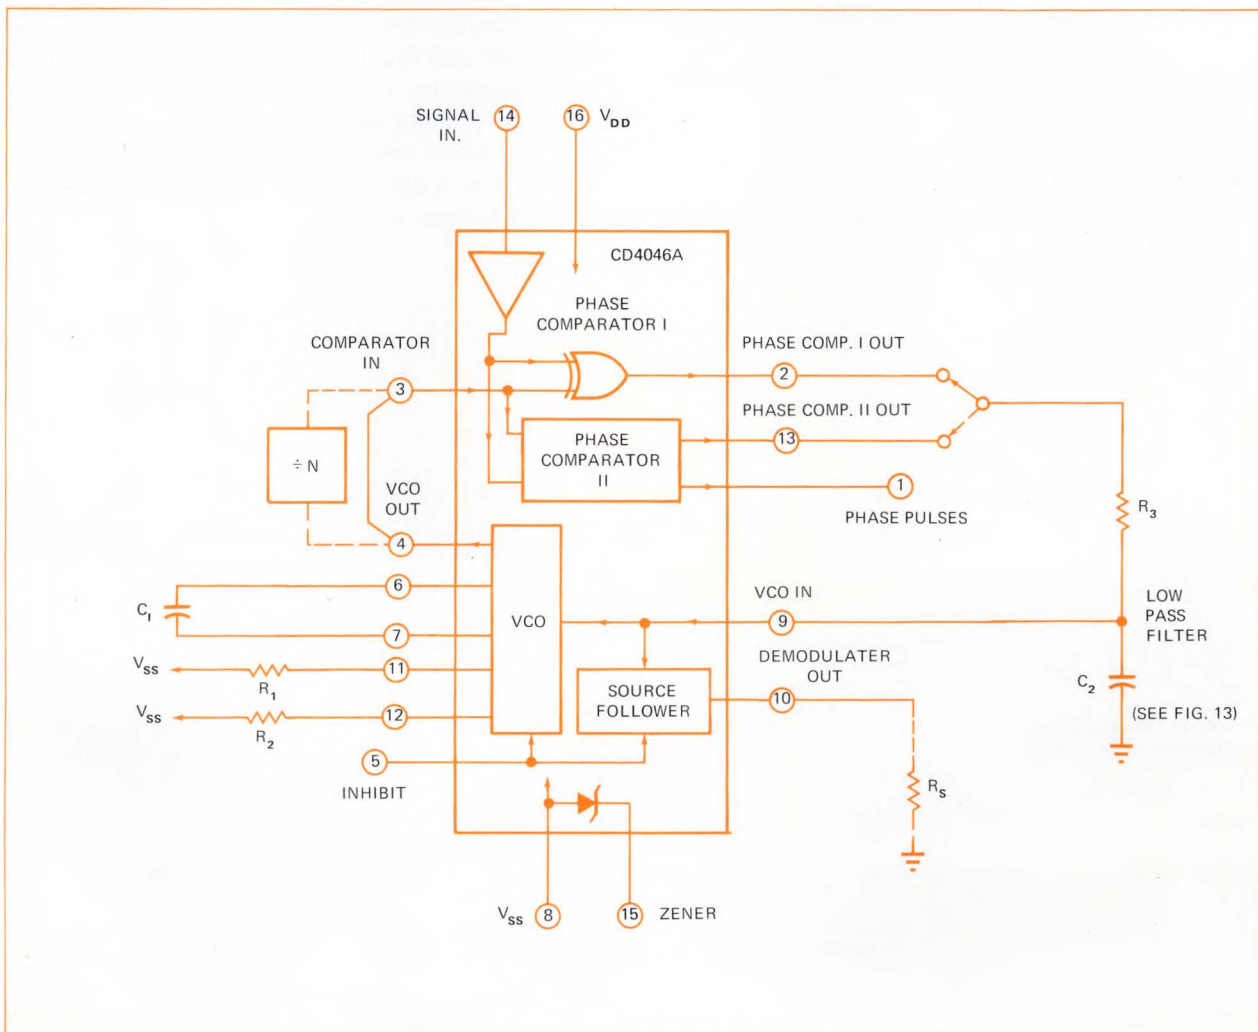 SIGNAL
IN.
14
16
V_DD
CD4046A
PHASE
COMPARATOR I
COMPARATOR
IN
3
PHASE COMP. I OUT
2
PHASE COMP. II OUT
13
PHASE
COMPARATOR
II
÷ N
VCO
OUT
4
1
PHASE PULSES
R3
6
C1
7
VCO
VCO IN
9
LOW
PASS
FILTER
DEMODULATER
OUT
VSS
R1
11
SOURCE
FOLLOWER
10
C2
(SEE FIG. 13)
VSS
R2
12
5
INHIBIT
RS
VSS
8
15
ZENER